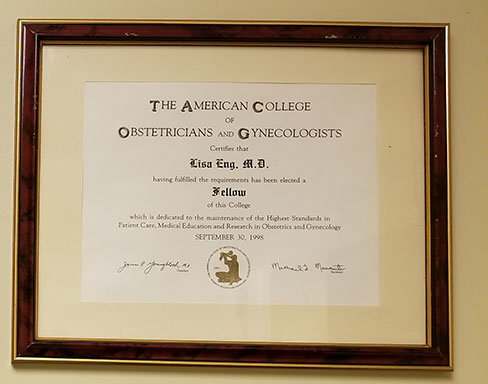 THE AMERICAN COLLEGE
OF
OBSTETRICIANS AND GYNECOLOGISTS
Certifies that
Lisa Eng, M.D.
having fulfilled the requirements has been elected a
Fellow
of this College
which is dedicated to the maintenance of the Highest Standards in
Patient Care, Medical Education and Research in Obstetrics and Gynecology
SEPTEMBER 30, 1998
President